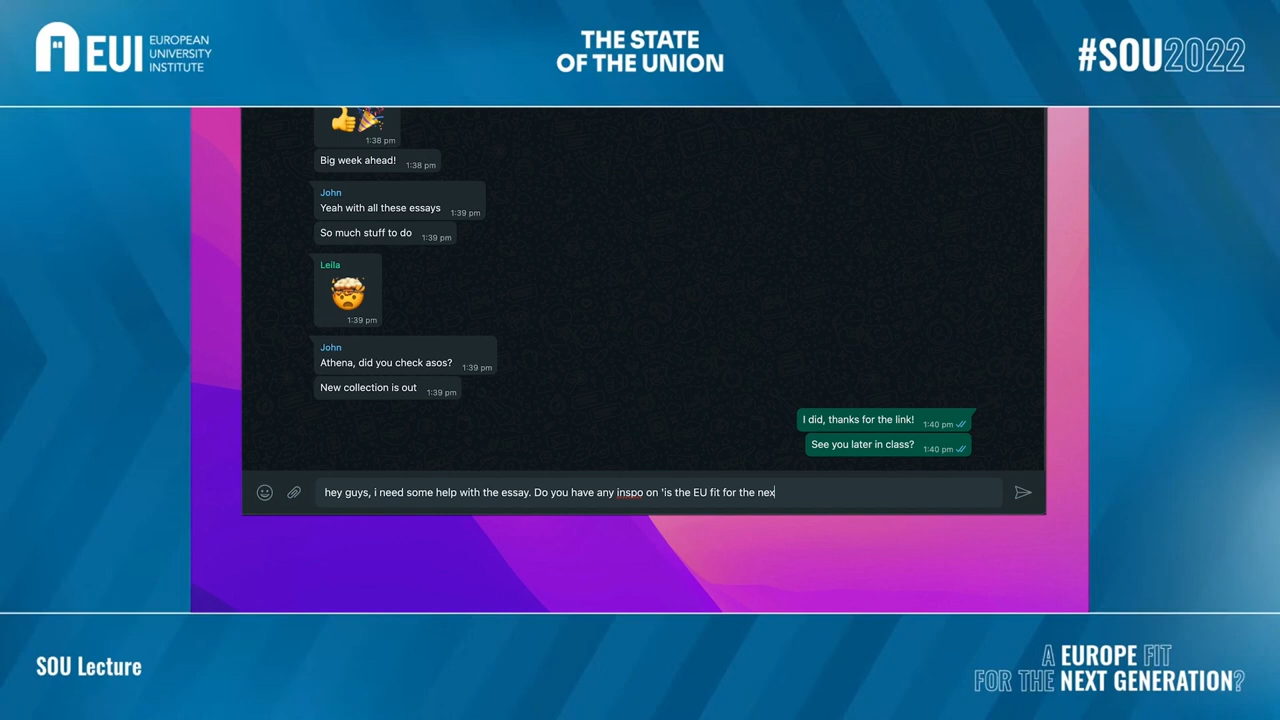 EUI
EUROPEAN
UNIVERSITY
INSTITUTE
THE STATE
OF THE UNION
#SOU2022
1:38 pm
Big week ahead! 1:38 pm
John
Yeah with all these essays 1:39 pm
So much stuff to do 1:39 pm
Leila
1:39 pm
John
Athena, did you check asos? 1:39 pm
New collection is out 1:39 pm
I did, thanks for the link! 1:40 pm
See you later in class? 1:40 pm
hey guys, i need some help with the essay. Do you have any inspo on 'is the EU fit for the nex
SOU Lecture
A EUROPE FIT
FOR THE NEXT GENERATION?